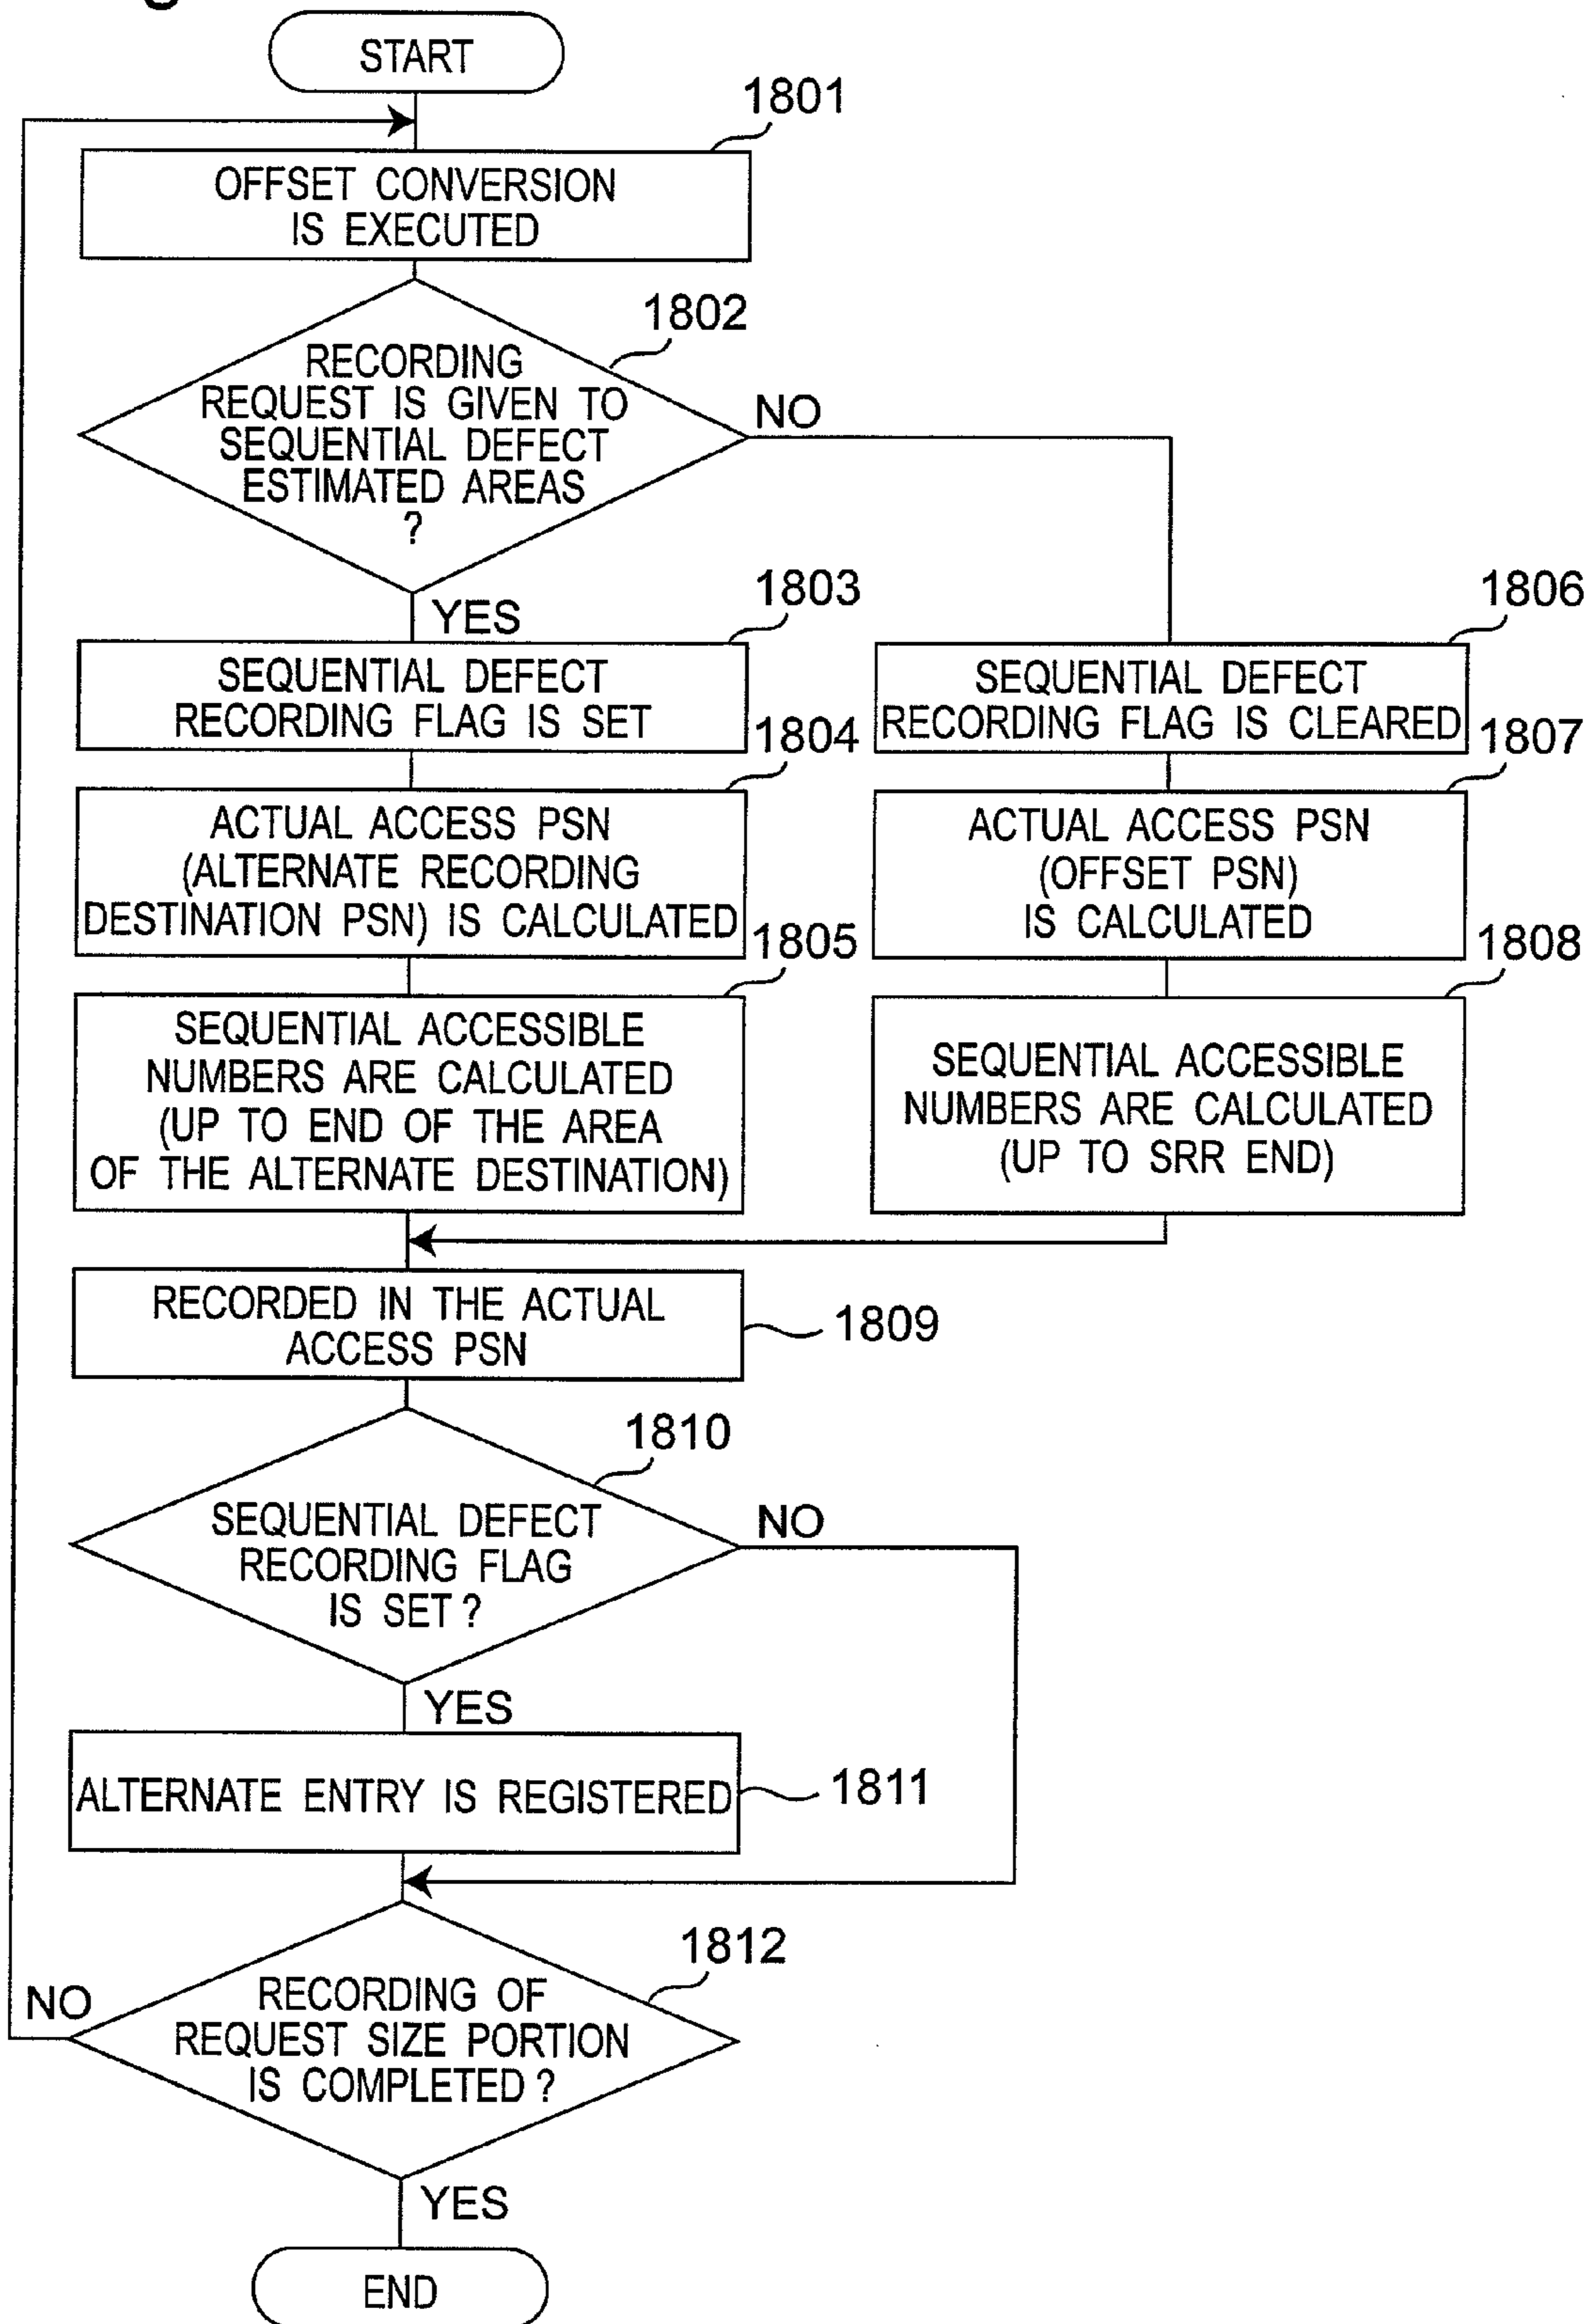 START
1801
OFFSET CONVERSION
IS EXECUTED
1802
RECORDING
REQUEST IS GIVEN TO
SEQUENTIAL DEFECT
ESTIMATED AREAS
?
NO
YES
1803
SEQUENTIAL DEFECT
RECORDING FLAG IS SET
1804
ACTUAL ACCESS PSN
(ALTERNATE RECORDING
DESTINATION PSN) IS CALCULATED
1805
SEQUENTIAL ACCESSIBLE
NUMBERS ARE CALCULATED
(UP TO END OF THE AREA
OF THE ALTERNATE DESTINATION)
1806
SEQUENTIAL DEFECT
RECORDING FLAG IS CLEARED
1807
ACTUAL ACCESS PSN
(OFFSET PSN)
IS CALCULATED
1808
SEQUENTIAL ACCESSIBLE
NUMBERS ARE CALCULATED
(UP TO SRR END)
RECORDED IN THE ACTUAL
ACCESS PSN
1809
1810
SEQUENTIAL DEFECT
RECORDING FLAG
IS SET ?
NO
YES
ALTERNATE ENTRY IS REGISTERED
1811
1812
RECORDING OF
REQUEST SIZE PORTION
IS COMPLETED ?
NO
YES
END